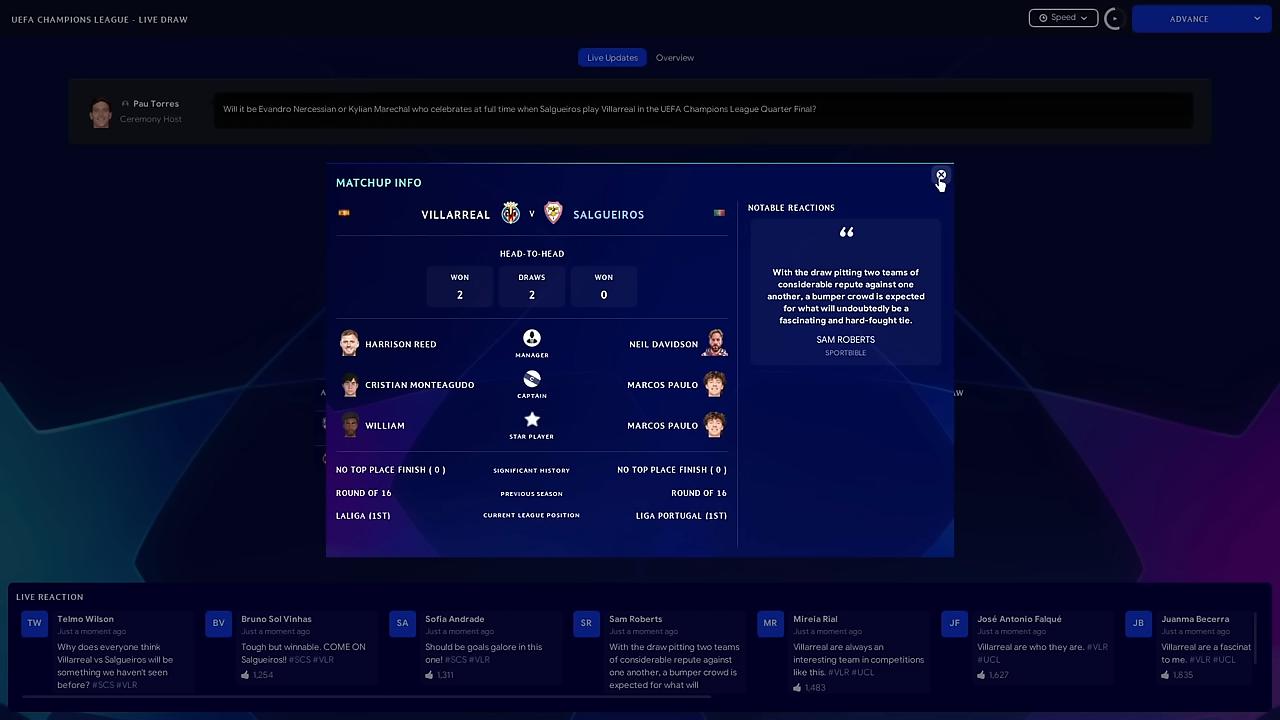 UEFA CHAMPIONS LEAGUE - LIVE DRAW
Speed
ADVANCE
Live Updates
Overview
Pau Torres
Ceremony Host
Will it be Evandro Nercessian or Kylian Marechal who celebrates at full time when Salgueiros play Villarreal in the UEFA Champions League Quarter Final?
MATCHUP INFO
VILLARREAL V SALGUEIROS
HEAD-TO-HEAD
WON DRAWS WON
2 2 0
HARRISON REED MANAGER NEIL DAVIDSON
CRISTIAN MONTEAGUDO CAPTAIN MARCOS PAULO
WILLIAM STAR PLAYER MARCOS PAULO
NO TOP PLACE FINISH ( 0 ) SIGNIFICANT HISTORY NO TOP PLACE FINISH ( 0 )
ROUND OF 16 PREVIOUS SEASON ROUND OF 16
LALIGA (1ST) CURRENT LEAGUE POSITION LIGA PORTUGAL (1ST)
NOTABLE REACTIONS
“
With the draw pitting two teams of
considerable repute against one
another, a bumper crowd is expected
for what will undoubtedly be a
fascinating and hard-fought tie.
SAM ROBERTS
SPORTBIBLE
LIVE REACTION
TW
Telmo Wilson
Just a moment ago
Why does everyone think
Villarreal vs Salgueiros will be
something we haven't seen
before? #SCS #VLR
BV
Bruno Sol Vinhas
Just a moment ago
Tough but winnable. COME ON
Salgueiros!! #SCS #VLR
1,254
SA
Sofia Andrade
Just a moment ago
Should be goals galore in this
one! #SCS #VLR
1,311
SR
Sam Roberts
Just a moment ago
With the draw pitting two teams
of considerable repute against
one another, a bumper crowd is
expected for what will
MR
Mireia Rial
Just a moment ago
Villarreal are always an
interesting team in competitions
like this. #VLR #UCL
1,483
JF
José Antonio Falqué
Just a moment ago
Villarreal are who they are. #VLR
#UCL
1,627
JB
Juanma Becerra
Just a moment ago
Villarreal are a fascinat
to me. #VLR #UCL
1,835